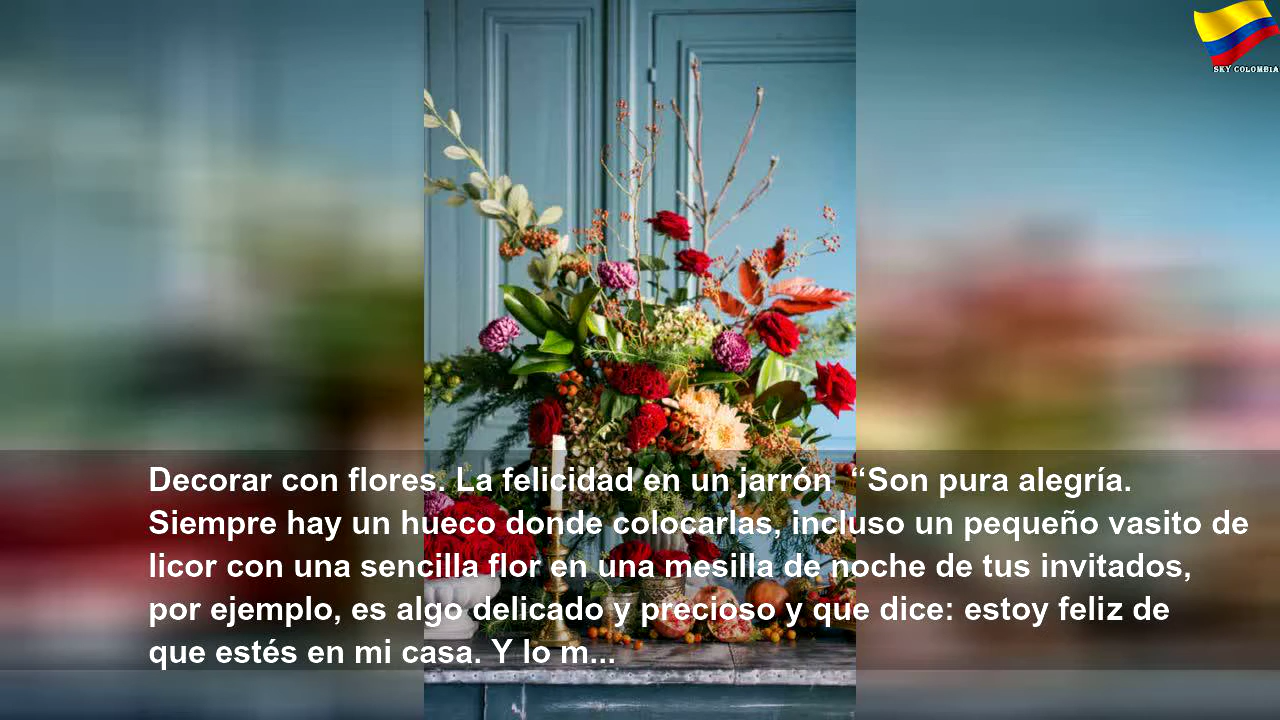 SKY COLOMBIA
Decorar con flores. La felicidad en un jarrón  “Son pura alegría.
Siempre hay un hueco donde colocarlas, incluso un pequeño vasito de
licor con una sencilla flor en una mesilla de noche de tus invitados,
por ejemplo, es algo delicado y precioso y que dice: estoy feliz de
que estés en mi casa. Y lo m...